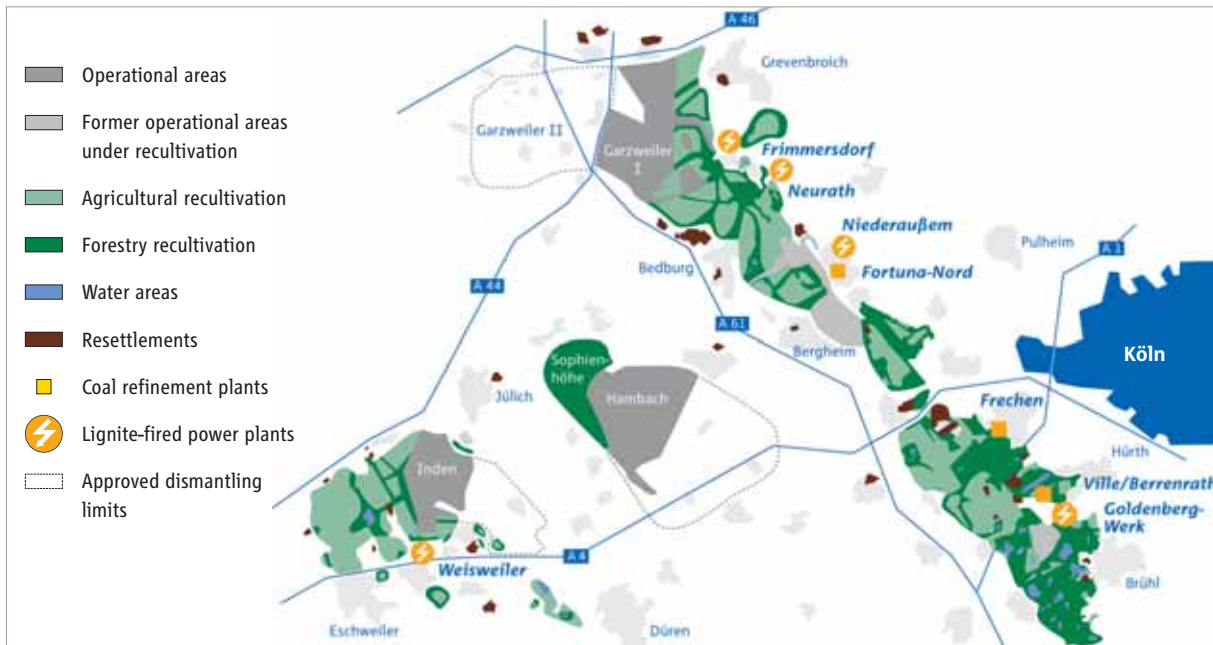 Operational areas
Former operational areas
under recultivation
Agricultural recultivation
Forestry recultivation
Water areas
Resettlements
Coal refinement plants
Lignite-fired power plants
Approved dismantling
limits
A 46
Grevenbroich
Garzweiler II
Garzweiler
I
Frimmersdorf
Neurath
Niederaußem
Pulheim
A 1
Bedburg
Fortuna-Nord
A 44
A 61
Bergheim
Köln
Sophien-
höhe
Jülich
Hambach
Frechen
Hürth
Inden
Ville/Berrenrath
Goldenberg-
Werk
A 4
Weisweiler
Brühl
Eschweiler
Düren